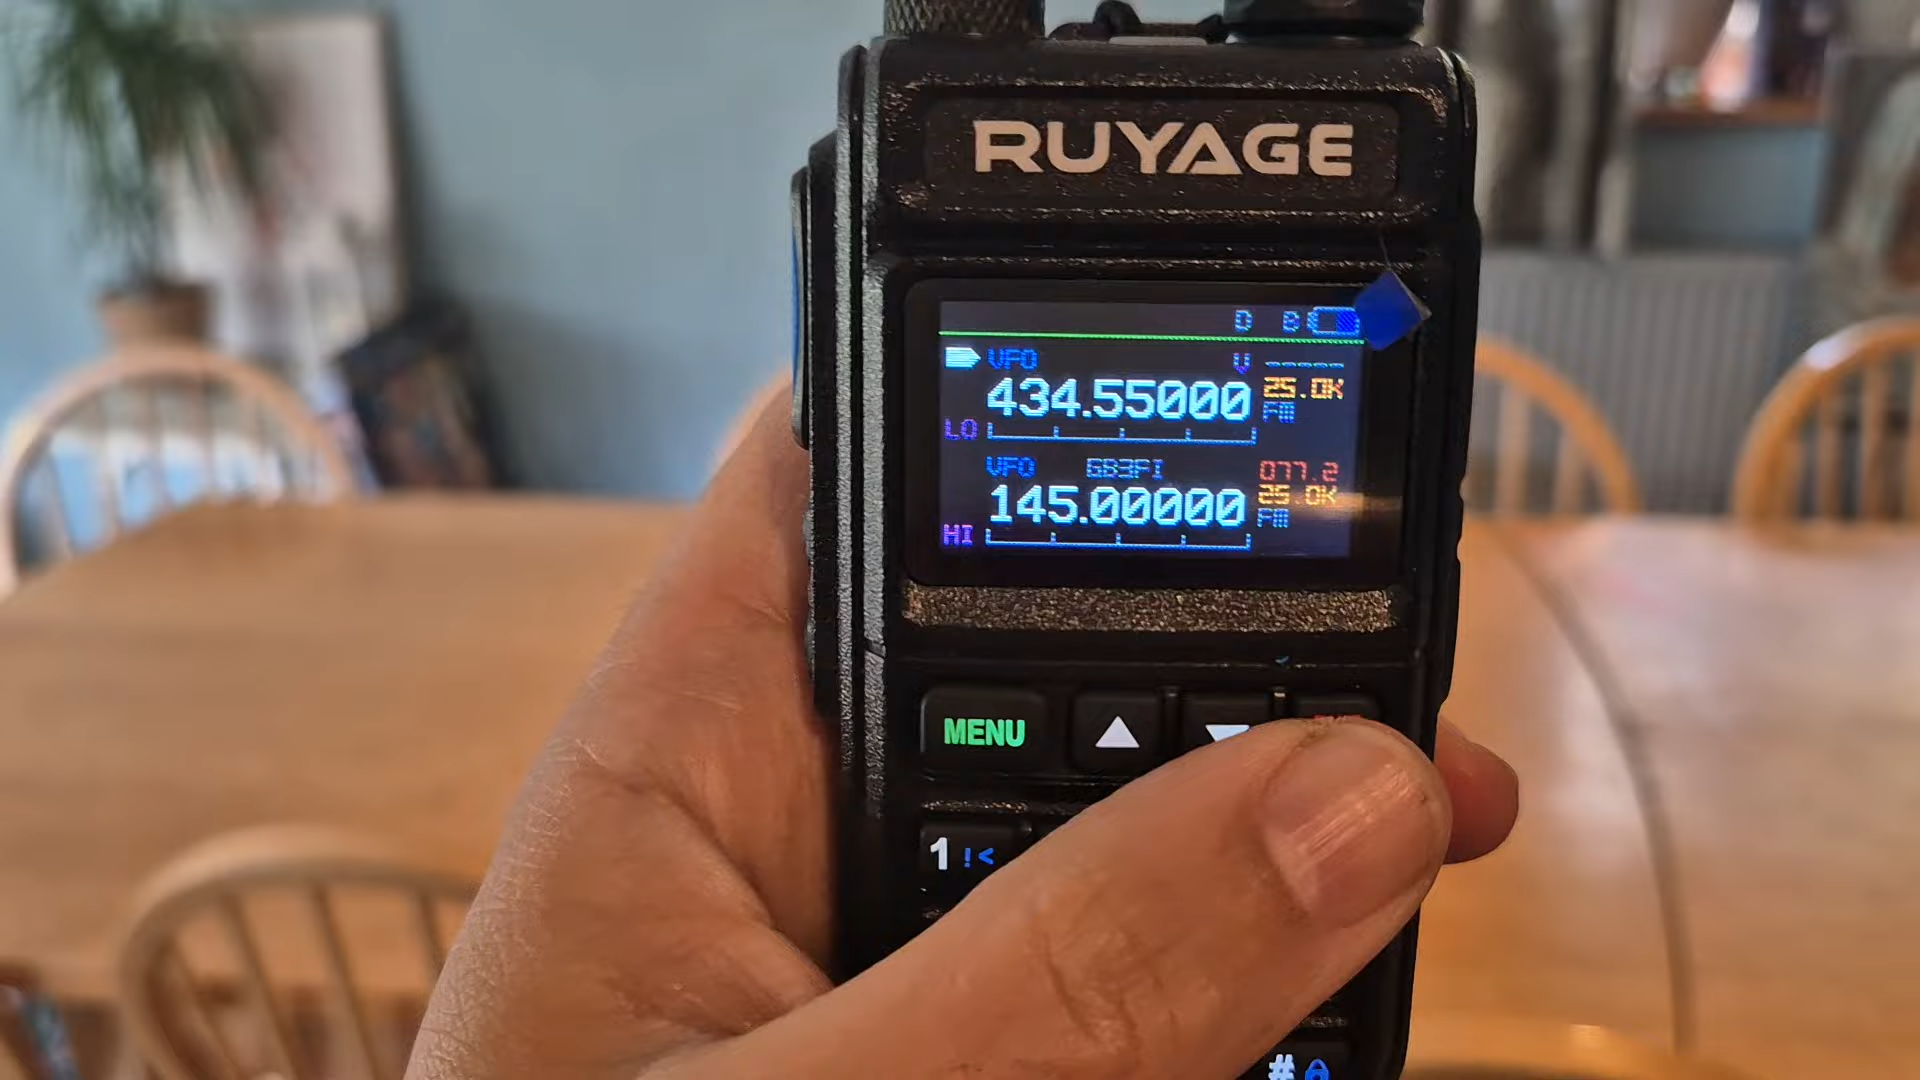 RUYAGE
D B
VFO V -----
434.55000 25.0K
FM
LO
VFO GB3PI 077.2
145.00000 25.0K
FM
HI
MENU
1 !<
#